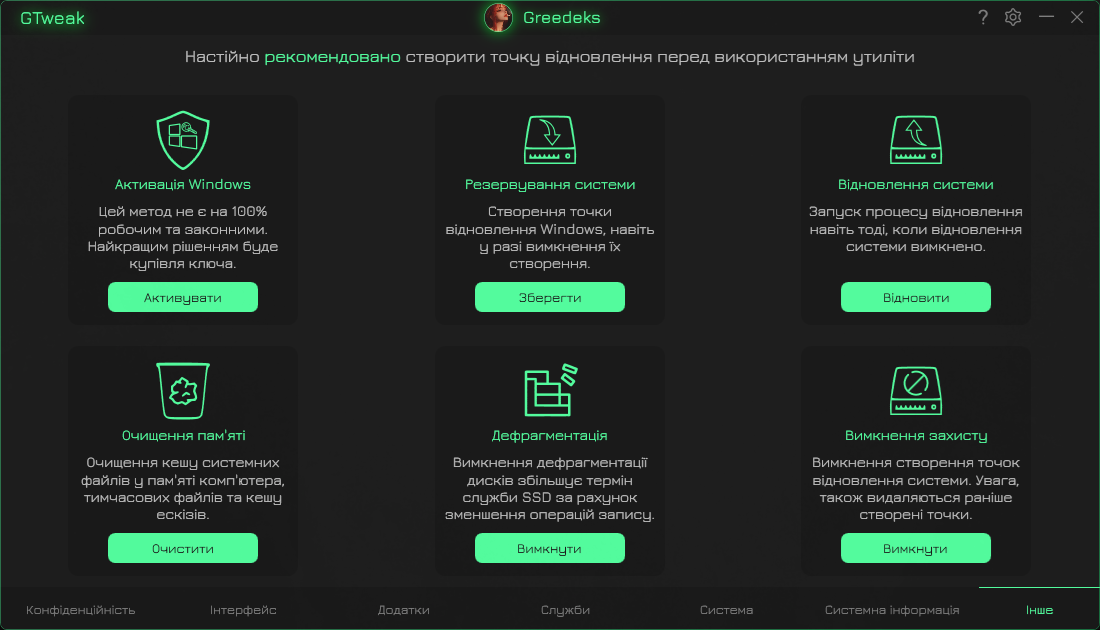 GTweak
Greedeks
?
Настійно рекомендовано створити точку відновлення перед використанням утиліти
Активація Windows
Цей метод не є на 100%
робочим та законними.
Найкращим рішенням буде
купівля ключа.
Активувати
Резервування системи
Створення точки
відновлення Windows, навіть
у разі вимкнення їх
створення.
Зберегти
Відновлення системи
Запуск процесу відновлення
навіть тоді, коли відновлення
системи вимкнено.
Відновити
Очищення пам'яті
Очищення кешу системних
файлів у пам'яті комп'ютера,
тимчасових файлів та кешу
ескізів.
Очистити
Дефрагментація
Вимкнення дефрагментації
дисків збільшує термін
служби SSD за рахунок
зменшення операцій запису.
Вимкнути
Вимкнення захисту
Вимкнення створення точок
відновлення системи. Увага,
також видаляються раніше
створені точки.
Вимкнути
Конфіденційність
Інтерфейс
Додатки
Служби
Система
Системна інформація
Інше